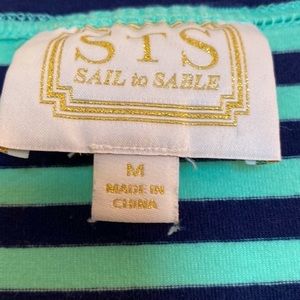 STS
SAIL to SABLE
M
MADE IN
CHINA